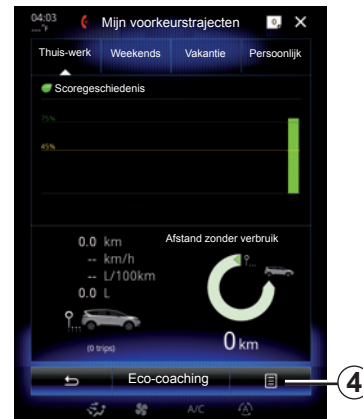 04:03 Mijn voorkeurstrajecten 0
--- °F
Thuis-werk Weekends Vakantie Persoonlijk
Scoregeschiedenis
75%
45%
0.0 km Afstand zonder verbruik
-- km/h
-- L/100km
0.0 L
(0 trips)
0 km
Eco-coaching
4
A/C